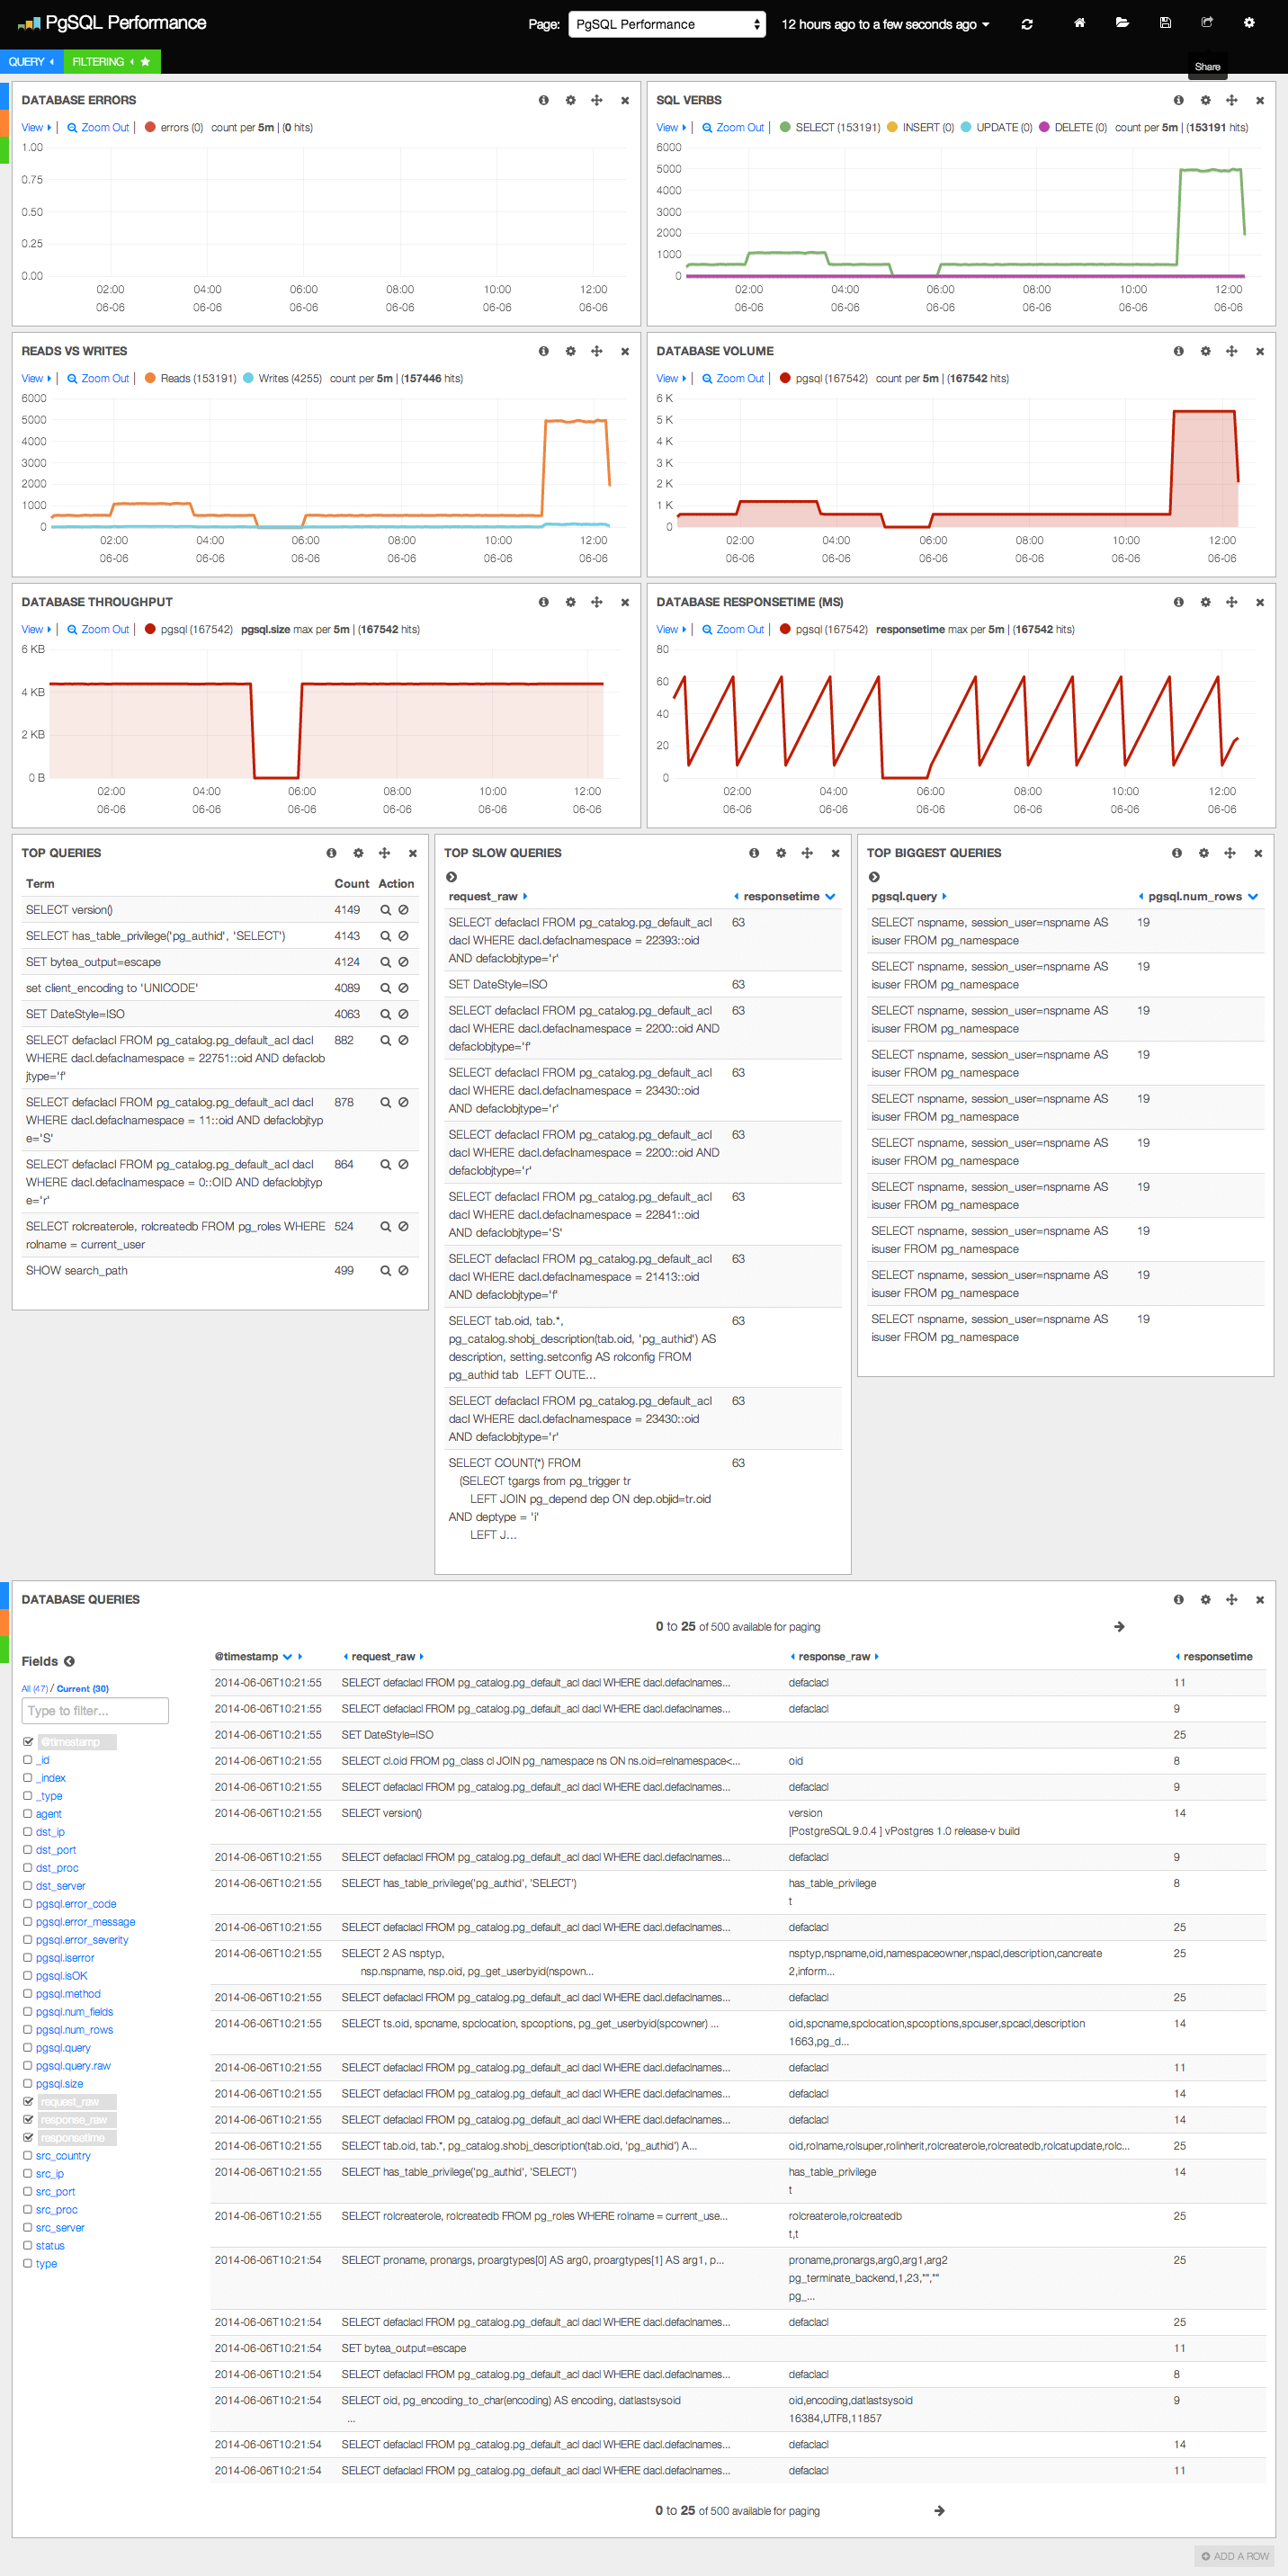 PgSQL Performance
Page: PgSQL Performance 12 hours ago to a few seconds ago
QUERY FILTERING
Share
DATABASE ERRORS
View | Zoom Out | errors (0) count per 5m | (0 hits)
1.00
0.75
0.50
0.25
0.00
02:00 04:00 06:00 08:00 10:00 12:00
06-06 06-06 06-06 06-06 06-06 06-06
SQL VERBS
View | Zoom Out | SELECT (153191) INSERT (0) UPDATE (0) DELETE (0) count per 5m | (153191 hits)
6000
5000
4000
3000
2000
1000
0
02:00 04:00 06:00 08:00 10:00 12:00
06-06 06-06 06-06 06-06 06-06 06-06
READS VS WRITES
View | Zoom Out | Reads (153191) Writes (4255) count per 5m | (157446 hits)
6000
5000
4000
3000
2000
1000
0
02:00 04:00 06:00 08:00 10:00 12:00
06-06 06-06 06-06 06-06 06-06 06-06
DATABASE VOLUME
View | Zoom Out | pgsql (167542) count per 5m | (167542 hits)
6 K
5 K
4 K
3 K
2 K
1 K
0
02:00 04:00 06:00 08:00 10:00 12:00
06-06 06-06 06-06 06-06 06-06 06-06
DATABASE THROUGHPUT
View | Zoom Out | pgsql (167542) pgsql.size max per 5m | (167542 hits)
6 KB
4 KB
2 KB
0 B
02:00 04:00 06:00 08:00 10:00 12:00
06-06 06-06 06-06 06-06 06-06 06-06
DATABASE RESPONSETIME (MS)
View | Zoom Out | pgsql (167542) responsetime max per 5m | (167542 hits)
80
60
40
20
0
02:00 04:00 06:00 08:00 10:00 12:00
06-06 06-06 06-06 06-06 06-06 06-06
TOP QUERIES
Term Count Action
SELECT version() 4149
SELECT has_table_privilege('pg_authid', 'SELECT') 4143
SET bytea_output=escape 4124
set client_encoding to 'UNICODE' 4089
SET DateStyle=ISO 4063
SELECT defaclacl FROM pg_catalog.pg_default_acl dacl 882
WHERE dacl.defaclnamespace = 22751::oid AND defaclob
jtype='f'
SELECT defaclacl FROM pg_catalog.pg_default_acl dacl 878
WHERE dacl.defaclnamespace = 11::oid AND defaclobjtyp
e='S'
SELECT defaclacl FROM pg_catalog.pg_default_acl dacl 864
WHERE dacl.defaclnamespace = 0::OID AND defaclobjtyp
e='r'
SELECT rolcreaterole, rolcreatedb FROM pg_roles WHERE 524
rolname = current_user
SHOW search_path 499
TOP SLOW QUERIES
request_raw responsetime
SELECT defaclacl FROM pg_catalog.pg_default_acl 63
dacl WHERE dacl.defaclnamespace = 22393::oid
AND defaclobjtype='r'
SET DateStyle=ISO 63
SELECT defaclacl FROM pg_catalog.pg_default_acl 63
dacl WHERE dacl.defaclnamespace = 2200::oid AND
defaclobjtype='f'
SELECT defaclacl FROM pg_catalog.pg_default_acl 63
dacl WHERE dacl.defaclnamespace = 23430::oid
AND defaclobjtype='r'
SELECT defaclacl FROM pg_catalog.pg_default_acl 63
dacl WHERE dacl.defaclnamespace = 2200::oid AND
defaclobjtype='r'
SELECT defaclacl FROM pg_catalog.pg_default_acl 63
dacl WHERE dacl.defaclnamespace = 22841::oid
AND defaclobjtype='S'
SELECT defaclacl FROM pg_catalog.pg_default_acl 63
dacl WHERE dacl.defaclnamespace = 21413::oid
AND defaclobjtype='f'
SELECT tab.oid, tab.*, 63
pg_catalog.shobj_description(tab.oid, 'pg_authid') AS
description, setting.setconfig AS rolconfig FROM
pg_authid tab LEFT OUTE...
SELECT defaclacl FROM pg_catalog.pg_default_acl 63
dacl WHERE dacl.defaclnamespace = 23430::oid
AND defaclobjtype='r'
SELECT COUNT(*) FROM 63
(SELECT tgargs from pg_trigger tr
LEFT JOIN pg_depend dep ON dep.objid=tr.oid
AND deptype = 'i'
LEFT J...
TOP BIGGEST QUERIES
pgsql.query pgsql.num_rows
SELECT nspname, session_user=nspname AS 19
isuser FROM pg_namespace
SELECT nspname, session_user=nspname AS 19
isuser FROM pg_namespace
SELECT nspname, session_user=nspname AS 19
isuser FROM pg_namespace
SELECT nspname, session_user=nspname AS 19
isuser FROM pg_namespace
SELECT nspname, session_user=nspname AS 19
isuser FROM pg_namespace
SELECT nspname, session_user=nspname AS 19
isuser FROM pg_namespace
SELECT nspname, session_user=nspname AS 19
isuser FROM pg_namespace
SELECT nspname, session_user=nspname AS 19
isuser FROM pg_namespace
SELECT nspname, session_user=nspname AS 19
isuser FROM pg_namespace
SELECT nspname, session_user=nspname AS 19
isuser FROM pg_namespace
DATABASE QUERIES
0 to 25 of 500 available for paging
Fields
All (47) / Current (30)
Type to filter...
@timestamp
_id
_index
_type
agent
dst_ip
dst_port
dst_proc
dst_server
pgsql.error_code
pgsql.error_message
pgsql.error_severity
pgsql.iserror
pgsql.isOK
pgsql.method
pgsql.num_fields
pgsql.num_rows
pgsql.query
pgsql.query.raw
pgsql.size
request_raw
response_raw
responsetime
src_country
src_ip
src_port
src_proc
src_server
status
type
@timestamp request_raw response_raw responsetime
2014-06-06T10:21:55 SELECT defaclacl FROM pg_catalog.pg_default_acl dacl WHERE dacl.defaclnames... defaclacl 11
2014-06-06T10:21:55 SELECT defaclacl FROM pg_catalog.pg_default_acl dacl WHERE dacl.defaclnames... defaclacl 9
2014-06-06T10:21:55 SET DateStyle=ISO 25
2014-06-06T10:21:55 SELECT cl.oid FROM pg_class cl JOIN pg_namespace ns ON ns.oid=relnamespace<... oid 8
2014-06-06T10:21:55 SELECT defaclacl FROM pg_catalog.pg_default_acl dacl WHERE dacl.defaclnames... defaclacl 9
2014-06-06T10:21:55 SELECT version() version 14
[PostgreSQL 9.0.4 ] vPostgres 1.0 release-v build
2014-06-06T10:21:55 SELECT defaclacl FROM pg_catalog.pg_default_acl dacl WHERE dacl.defaclnames... defaclacl 9
2014-06-06T10:21:55 SELECT has_table_privilege('pg_authid', 'SELECT') has_table_privilege 8
t
2014-06-06T10:21:55 SELECT defaclacl FROM pg_catalog.pg_default_acl dacl WHERE dacl.defaclnames... defaclacl 25
2014-06-06T10:21:55 SELECT 2 AS nsptyp, nsptyp,nspname,oid,namespaceowner,nspacl,description,cancreate 25
nsp.nspname, nsp.oid, pg_get_userbyid(nspown... 2,inform...
2014-06-06T10:21:55 SELECT defaclacl FROM pg_catalog.pg_default_acl dacl WHERE dacl.defaclnames... defaclacl 25
2014-06-06T10:21:55 SELECT ts.oid, spcname, spclocation, spcoptions, pg_get_userbyid(spcowner) ... oid,spcname,spclocation,spcoptions,spcuser,spcacl,description 14
1663,pg_d...
2014-06-06T10:21:55 SELECT defaclacl FROM pg_catalog.pg_default_acl dacl WHERE dacl.defaclnames... defaclacl 11
2014-06-06T10:21:55 SELECT defaclacl FROM pg_catalog.pg_default_acl dacl WHERE dacl.defaclnames... defaclacl 14
2014-06-06T10:21:55 SELECT defaclacl FROM pg_catalog.pg_default_acl dacl WHERE dacl.defaclnames... defaclacl 14
2014-06-06T10:21:55 SELECT tab.oid, tab.*, pg_catalog.shobj_description(tab.oid, 'pg_authid') A... oid,rolname,rolsuper,rolinherit,rolcreaterole,rolcreatedb,rolcatupdate,rolc... 25
2014-06-06T10:21:55 SELECT has_table_privilege('pg_authid', 'SELECT') has_table_privilege 14
t
2014-06-06T10:21:55 SELECT rolcreaterole, rolcreatedb FROM pg_roles WHERE rolname = current_use... rolcreaterole,rolcreatedb 25
t,t
2014-06-06T10:21:54 SELECT proname, pronargs, proargtypes[0] AS arg0, proargtypes[1] AS arg1, p... proname,pronargs,arg0,arg1,arg2 25
pg_terminate_backend,1,23,"",""
pg_...
2014-06-06T10:21:54 SELECT defaclacl FROM pg_catalog.pg_default_acl dacl WHERE dacl.defaclnames... defaclacl 25
2014-06-06T10:21:54 SET bytea_output=escape 11
2014-06-06T10:21:54 SELECT defaclacl FROM pg_catalog.pg_default_acl dacl WHERE dacl.defaclnames... defaclacl 8
2014-06-06T10:21:54 SELECT oid, pg_encoding_to_char(encoding) AS encoding, datlastsysoid oid,encoding,datlastsysoid 9
... 16384,UTF8,11857
2014-06-06T10:21:54 SELECT defaclacl FROM pg_catalog.pg_default_acl dacl WHERE dacl.defaclnames... defaclacl 14
2014-06-06T10:21:54 SELECT defaclacl FROM pg_catalog.pg_default_acl dacl WHERE dacl.defaclnames... defaclacl 11
0 to 25 of 500 available for paging
ADD A ROW